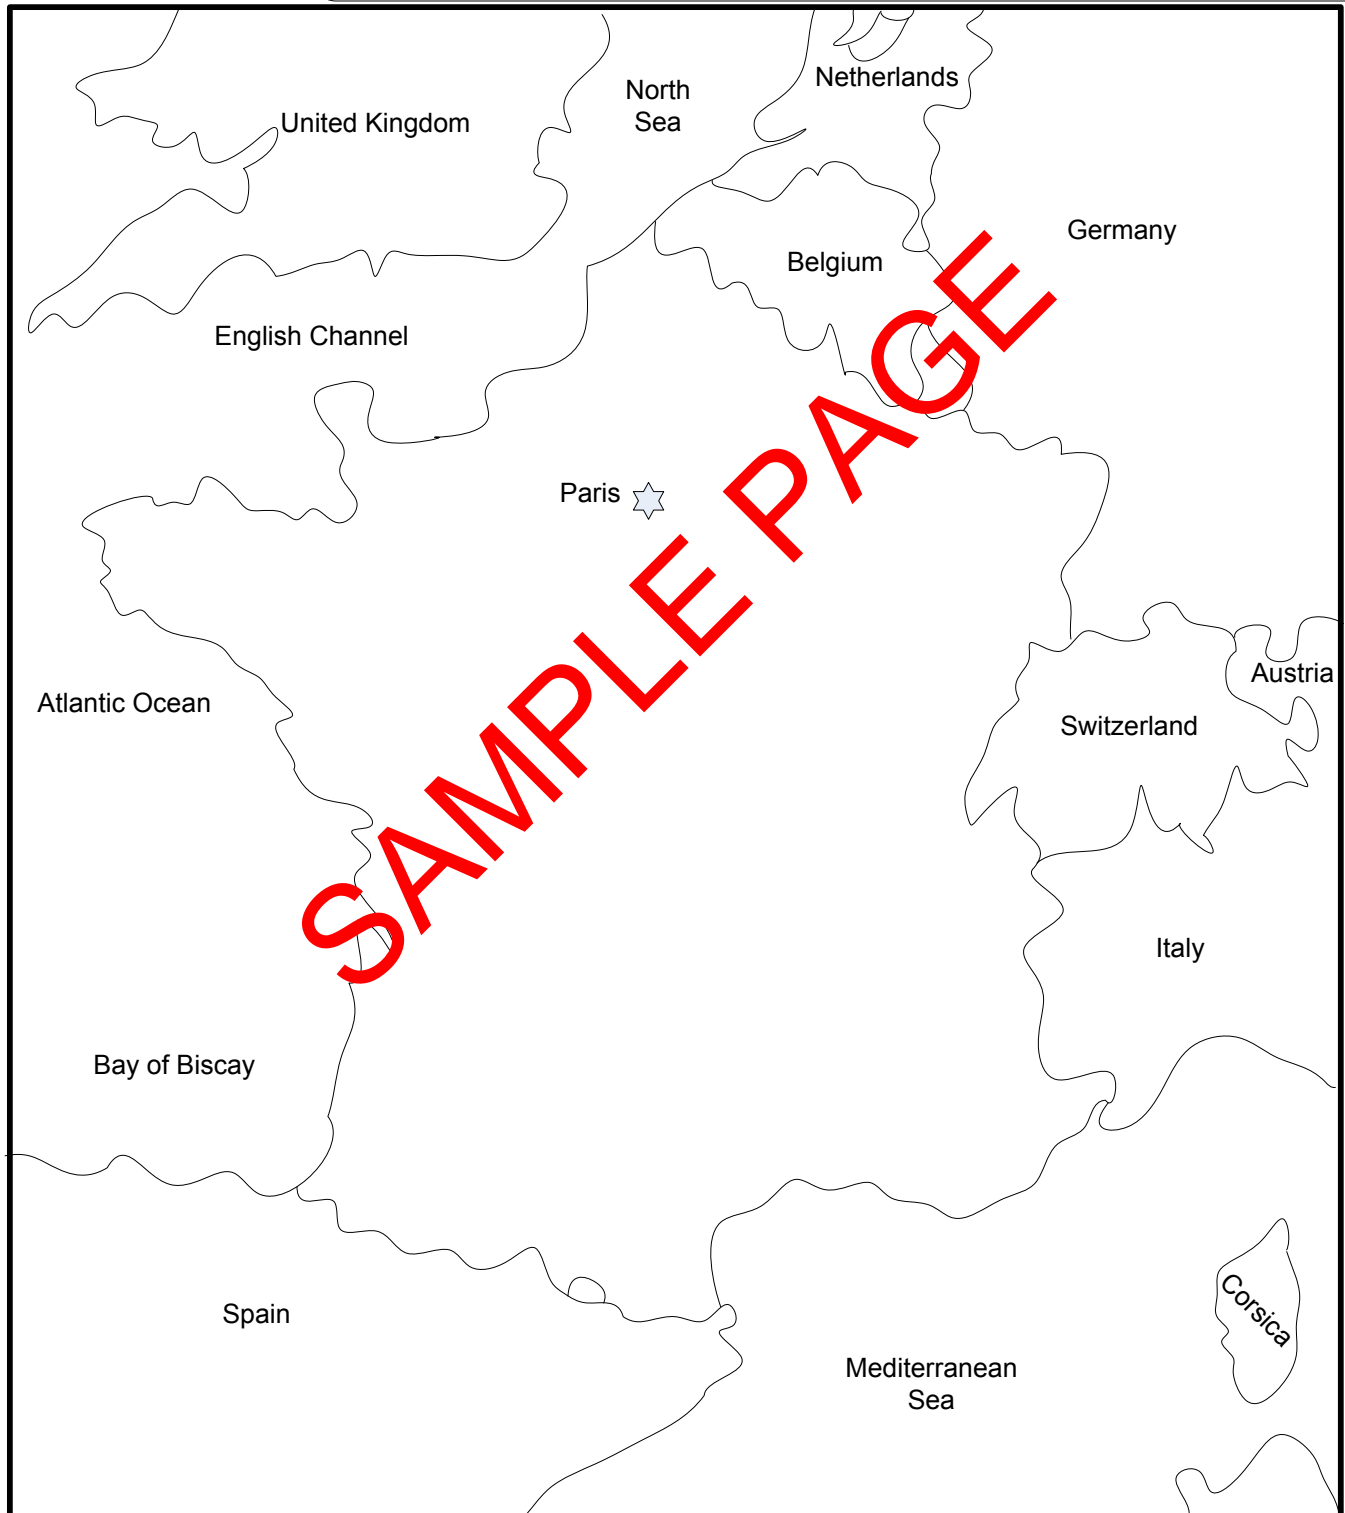 North
Sea
Netherlands
United Kingdom
Germany
Belgium
English Channel
Paris
SAMPLE PAGE
Austria
Atlantic Ocean
Switzerland
Italy
Bay of Biscay
Spain
Corsica
Mediterranean
Sea